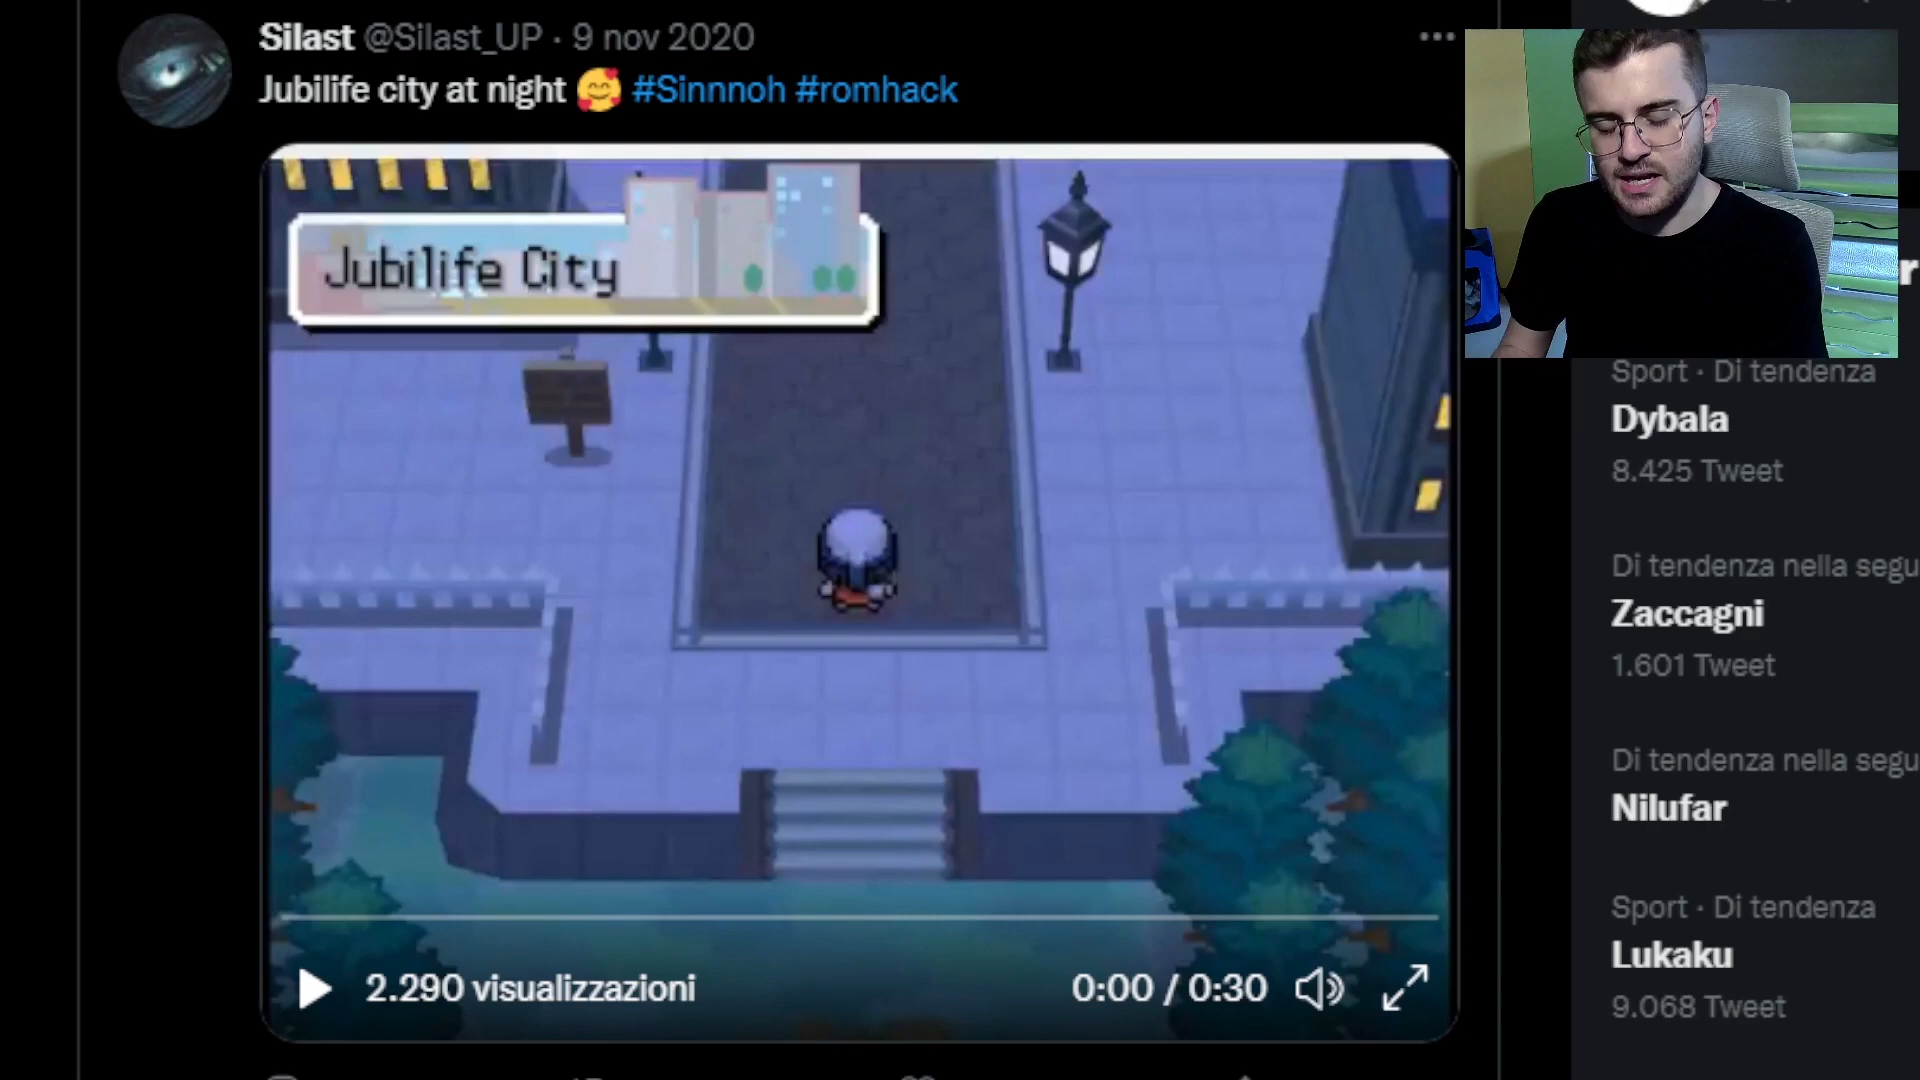 Silast @Silast_UP · 9 nov 2020
Jubilife city at night 🥰 #Sinnnoh #romhack
Jubilife City
2.290 visualizzazioni
0:00 / 0:30
Sport · Di tendenza
Dybala
8.425 Tweet
Di tendenza nella segu
Zaccagni
1.601 Tweet
Di tendenza nella segu
Nilufar
Sport · Di tendenza
Lukaku
9.068 Tweet